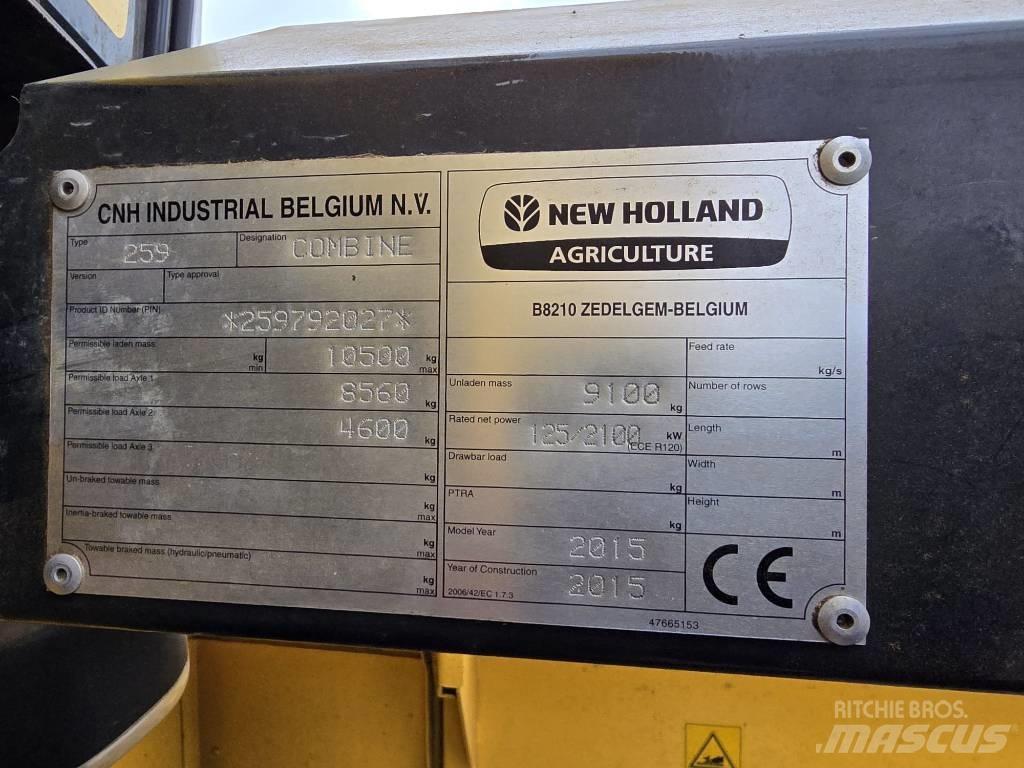 CNH INDUSTRIAL BELGIUM N.V.
Type 259 Designation COMBINE
Version Type approval
Product ID Number (PIN) *259792027*
Permissible laden mass kg min 10500 kg max
Permissible load Axle 1 8560 kg
Permissible load Axle 2 4600 kg
Permissible load Axle 3 kg
Un-braked towable mass kg max
Inertia-braked towable mass kg max
Towable braked mass (hydraulic/pneumatic) kg max
NEW HOLLAND
AGRICULTURE
B8210 ZEDELGEM-BELGIUM
Feed rate kg/s
Unladen mass 9100 kg
Number of rows
Rated net power 125/2100 kW (ECE R120)
Length m
Drawbar load kg
Width m
PTRA kg
Height m
Model Year 2015
Year of Construction 2015
2006/42/EC 1.7.3
CE
47665153
RITCHIE BROS.
MASCUS